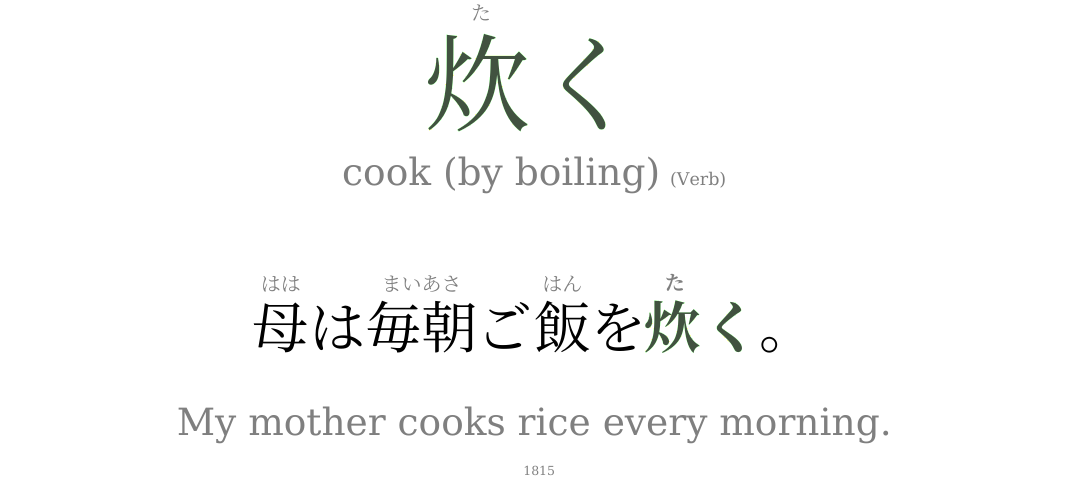 た
炊く
cook (by boiling) (Verb)
はは まいあさ はん た
母は毎朝ご飯を炊く。
My mother cooks rice every morning.
1815